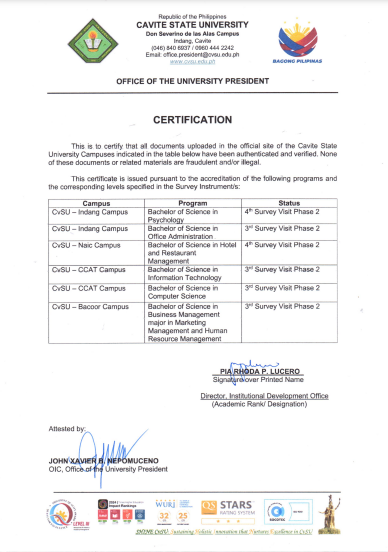 Republic of the Philippines
CAVITE STATE UNIVERSITY
Don Severino de las Alas Campus
Indang, Cavite
(046) 840 6937 / 0960 444 2242
Email: office.president@cvsu.edu.ph
www.cvsu.edu.ph
BAGONG PILIPINAS
OFFICE OF THE UNIVERSITY PRESIDENT
CERTIFICATION
This is to certify that all documents uploaded in the official site of the Cavite State
University Campuses indicated in the table below have been authenticated and verified. None
of these documents or related materials are fraudulent and/or illegal.
This certificate is issued pursuant to the accreditation of the following programs and
the corresponding levels specified in the Survey Instrument/s:
Campus Program Status
CvSU – Indang Campus Bachelor of Science in Psychology 4th Survey Visit Phase 2
CvSU – Indang Campus Bachelor of Science in Office Administration 3rd Survey Visit Phase 2
CvSU – Naic Campus Bachelor of Science in Hotel and Restaurant Management 4th Survey Visit Phase 2
CvSU – CCAT Campus Bachelor of Science in Information Technology 3rd Survey Visit Phase 2
CvSU – CCAT Campus Bachelor of Science in Computer Science 3rd Survey Visit Phase 2
CvSU – Bacoor Campus Bachelor of Science in Business Management major in Marketing Management and Human Resource Management 3rd Survey Visit Phase 2
PIA RHODA P. LUCERO
Signature over Printed Name
Director, Institutional Development Office
(Academic Rank/ Designation)
Attested by:
JOHN XAVIER B. NEPOMUCENO
OIC, Office of the University President
LEVEL III
Impact Rankings
WURI
32 25
QS STARS
RATING SYSTEM
SOCOTEC
SHINE CvSU: Sustaining Holistic Innovation that Nurtures Excellence in CvSU